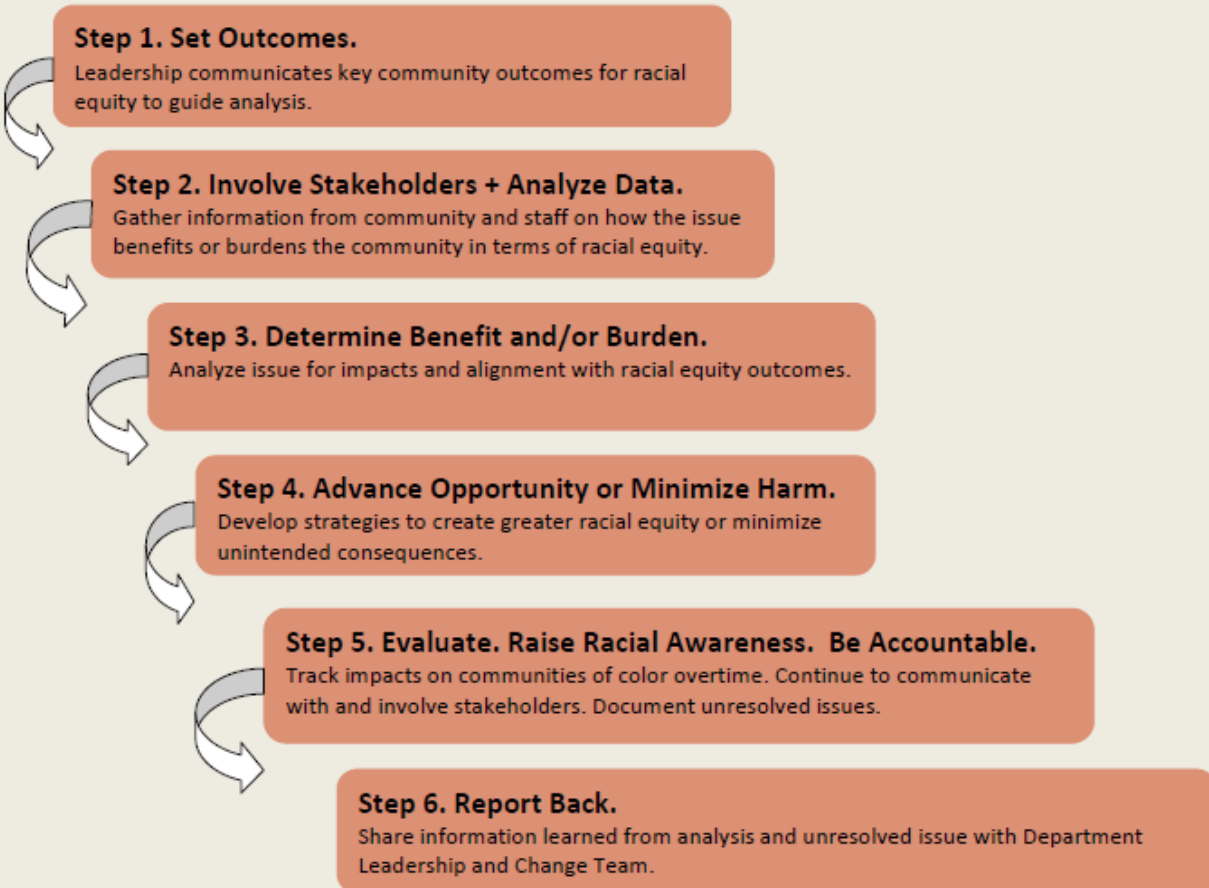 Step 1. Set Outcomes.
Leadership communicates key community outcomes for racial
equity to guide analysis.
Step 2. Involve Stakeholders + Analyze Data.
Gather information from community and staff on how the issue
benefits or burdens the community in terms of racial equity.
Step 3. Determine Benefit and/or Burden.
Analyze issue for impacts and alignment with racial equity outcomes.
Step 4. Advance Opportunity or Minimize Harm.
Develop strategies to create greater racial equity or minimize
unintended consequences.
Step 5. Evaluate. Raise Racial Awareness.  Be Accountable.
Track impacts on communities of color overtime. Continue to communicate
with and involve stakeholders. Document unresolved issues.
Step 6. Report Back.
Share information learned from analysis and unresolved issue with Department
Leadership and Change Team.